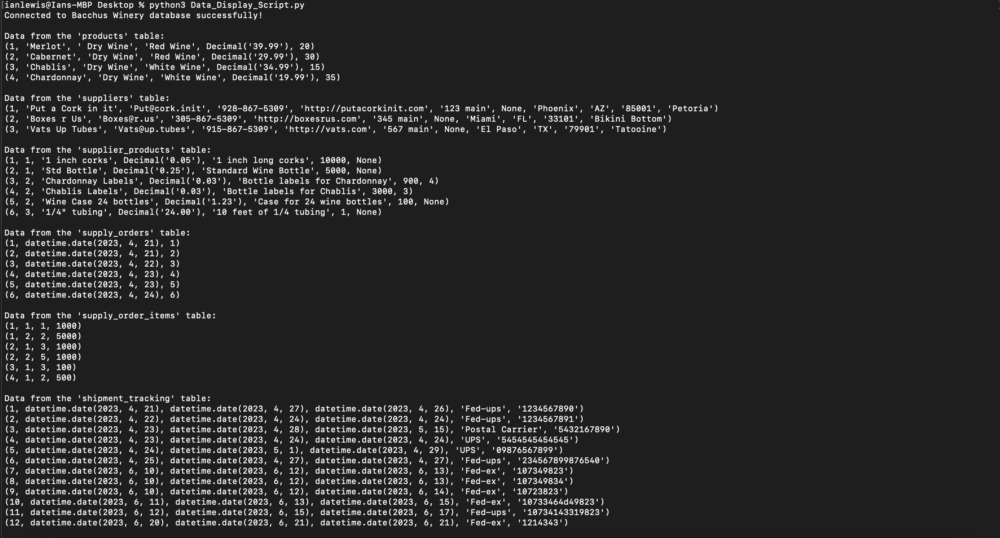 [ianlewis@Ians-MBP Desktop % python3 Data_Display_Script.py
Connected to Bacchus Winery database successfully!
Data from the 'products' table:
(1, 'Merlot', ' Dry Wine', 'Red Wine', Decimal('39.99'), 20)
(2, 'Cabernet', 'Dry Wine', 'Red Wine', Decimal('29.99'), 30)
(3, 'Chablis', 'Dry Wine', 'White Wine', Decimal('34.99'), 15)
(4, 'Chardonnay', 'Dry Wine', 'White Wine', Decimal('19.99'), 35)
Data from the 'suppliers' table:
(1, 'Put a Cork in it', 'Put@cork.init', '928-867-5309', 'http://putacorkinit.com', '123 main', None, 'Phoenix', 'AZ', '85001', 'Petoria')
(2, 'Boxes r Us', 'Boxes@r.us', '305-867-5309', 'http://boxesrus.com', '345 main', None, 'Miami', 'FL', '33101', 'Bikini Bottom')
(3, 'Vats Up Tubes', 'Vats@up.tubes', '915-867-5309', 'http://vats.com', '567 main', None, 'El Paso', 'TX', '79901', 'Tatooine')
Data from the 'supplier_products' table:
(1, 1, '1 inch corks', Decimal('0.05'), '1 inch long corks', 10000, None)
(2, 1, 'Std Bottle', Decimal('0.25'), 'Standard Wine Bottle', 5000, None)
(3, 2, 'Chardonnay Labels', Decimal('0.03'), 'Bottle labels for Chardonnay', 900, 4)
(4, 2, 'Chablis Labels', Decimal('0.03'), 'Bottle labels for Chablis', 3000, 3)
(5, 2, 'Wine Case 24 bottles', Decimal('1.23'), 'Case for 24 wine bottles', 100, None)
(6, 3, '1/4" tubing', Decimal('24.00'), '10 feet of 1/4 tubing', 1, None)
Data from the 'supply_orders' table:
(1, datetime.date(2023, 4, 21), 1)
(2, datetime.date(2023, 4, 21), 2)
(3, datetime.date(2023, 4, 22), 3)
(4, datetime.date(2023, 4, 23), 4)
(5, datetime.date(2023, 4, 23), 5)
(6, datetime.date(2023, 4, 24), 6)
Data from the 'supply_order_items' table:
(1, 1, 1, 1000)
(1, 2, 2, 5000)
(2, 1, 3, 1000)
(2, 2, 5, 1000)
(3, 1, 3, 100)
(4, 1, 2, 500)
Data from the 'shipment_tracking' table:
(1, datetime.date(2023, 4, 21), datetime.date(2023, 4, 27), datetime.date(2023, 4, 26), 'Fed-ups', '1234567890')
(2, datetime.date(2023, 4, 22), datetime.date(2023, 4, 24), datetime.date(2023, 4, 24), 'Fed-ups', '1234567891')
(3, datetime.date(2023, 4, 23), datetime.date(2023, 4, 28), datetime.date(2023, 5, 15), 'Postal Carrier', '5432167890')
(4, datetime.date(2023, 4, 23), datetime.date(2023, 4, 24), datetime.date(2023, 4, 24), 'UPS', '5454545454545')
(5, datetime.date(2023, 4, 24), datetime.date(2023, 5, 1), datetime.date(2023, 4, 29), 'UPS', '09876567899')
(6, datetime.date(2023, 4, 25), datetime.date(2023, 4, 27), datetime.date(2023, 4, 27), 'Fed-ups', '234567899876540')
(7, datetime.date(2023, 6, 10), datetime.date(2023, 6, 12), datetime.date(2023, 6, 13), 'Fed-ex', '107349823')
(8, datetime.date(2023, 6, 10), datetime.date(2023, 6, 12), datetime.date(2023, 6, 13), 'Fed-ex', '107349834')
(9, datetime.date(2023, 6, 10), datetime.date(2023, 6, 12), datetime.date(2023, 6, 14), 'Fed-ex', '10723823')
(10, datetime.date(2023, 6, 11), datetime.date(2023, 6, 13), datetime.date(2023, 6, 15), 'Fed-ex', '10733464d49823')
(11, datetime.date(2023, 6, 12), datetime.date(2023, 6, 15), datetime.date(2023, 6, 17), 'Fed-ups', '10734143319823')
(12, datetime.date(2023, 6, 20), datetime.date(2023, 6, 21), datetime.date(2023, 6, 21), 'Fed-ex', '1214343')